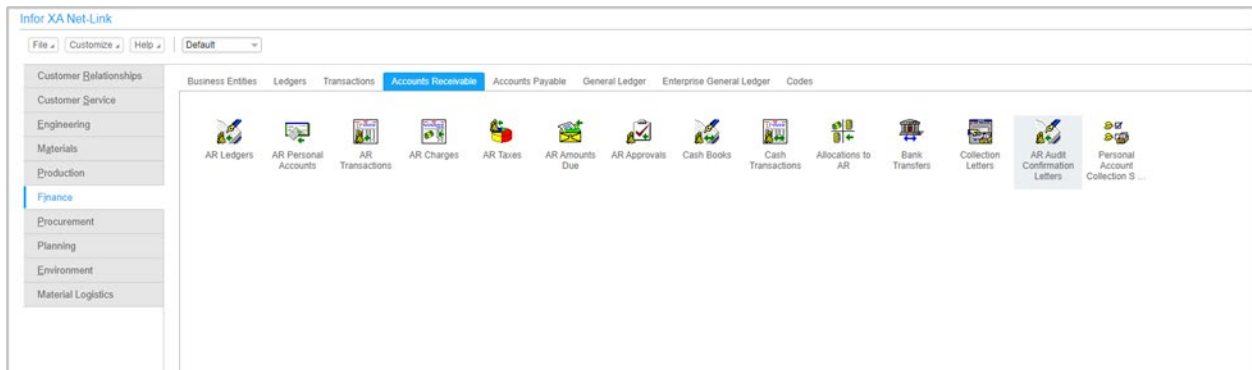 Infor XA Net-Link
File Customize Help Default
Customer Relationships
Customer Service
Engineering
Materials
Production
Finance
Procurement
Planning
Environment
Material Logistics
Business Entities Ledgers Transactions Accounts Receivable Accounts Payable General Ledger Enterprise General Ledger Codes
AR Ledgers
AR Personal
Accounts
AR
Transactions
AR Charges
AR Taxes
AR Amounts
Due
AR Approvals
Cash Books
Cash
Transactions
Allocations to
AR
Bank
Transfers
Collection
Letters
AR Audit
Confirmation
Letters
Personal
Account
Collection S ...